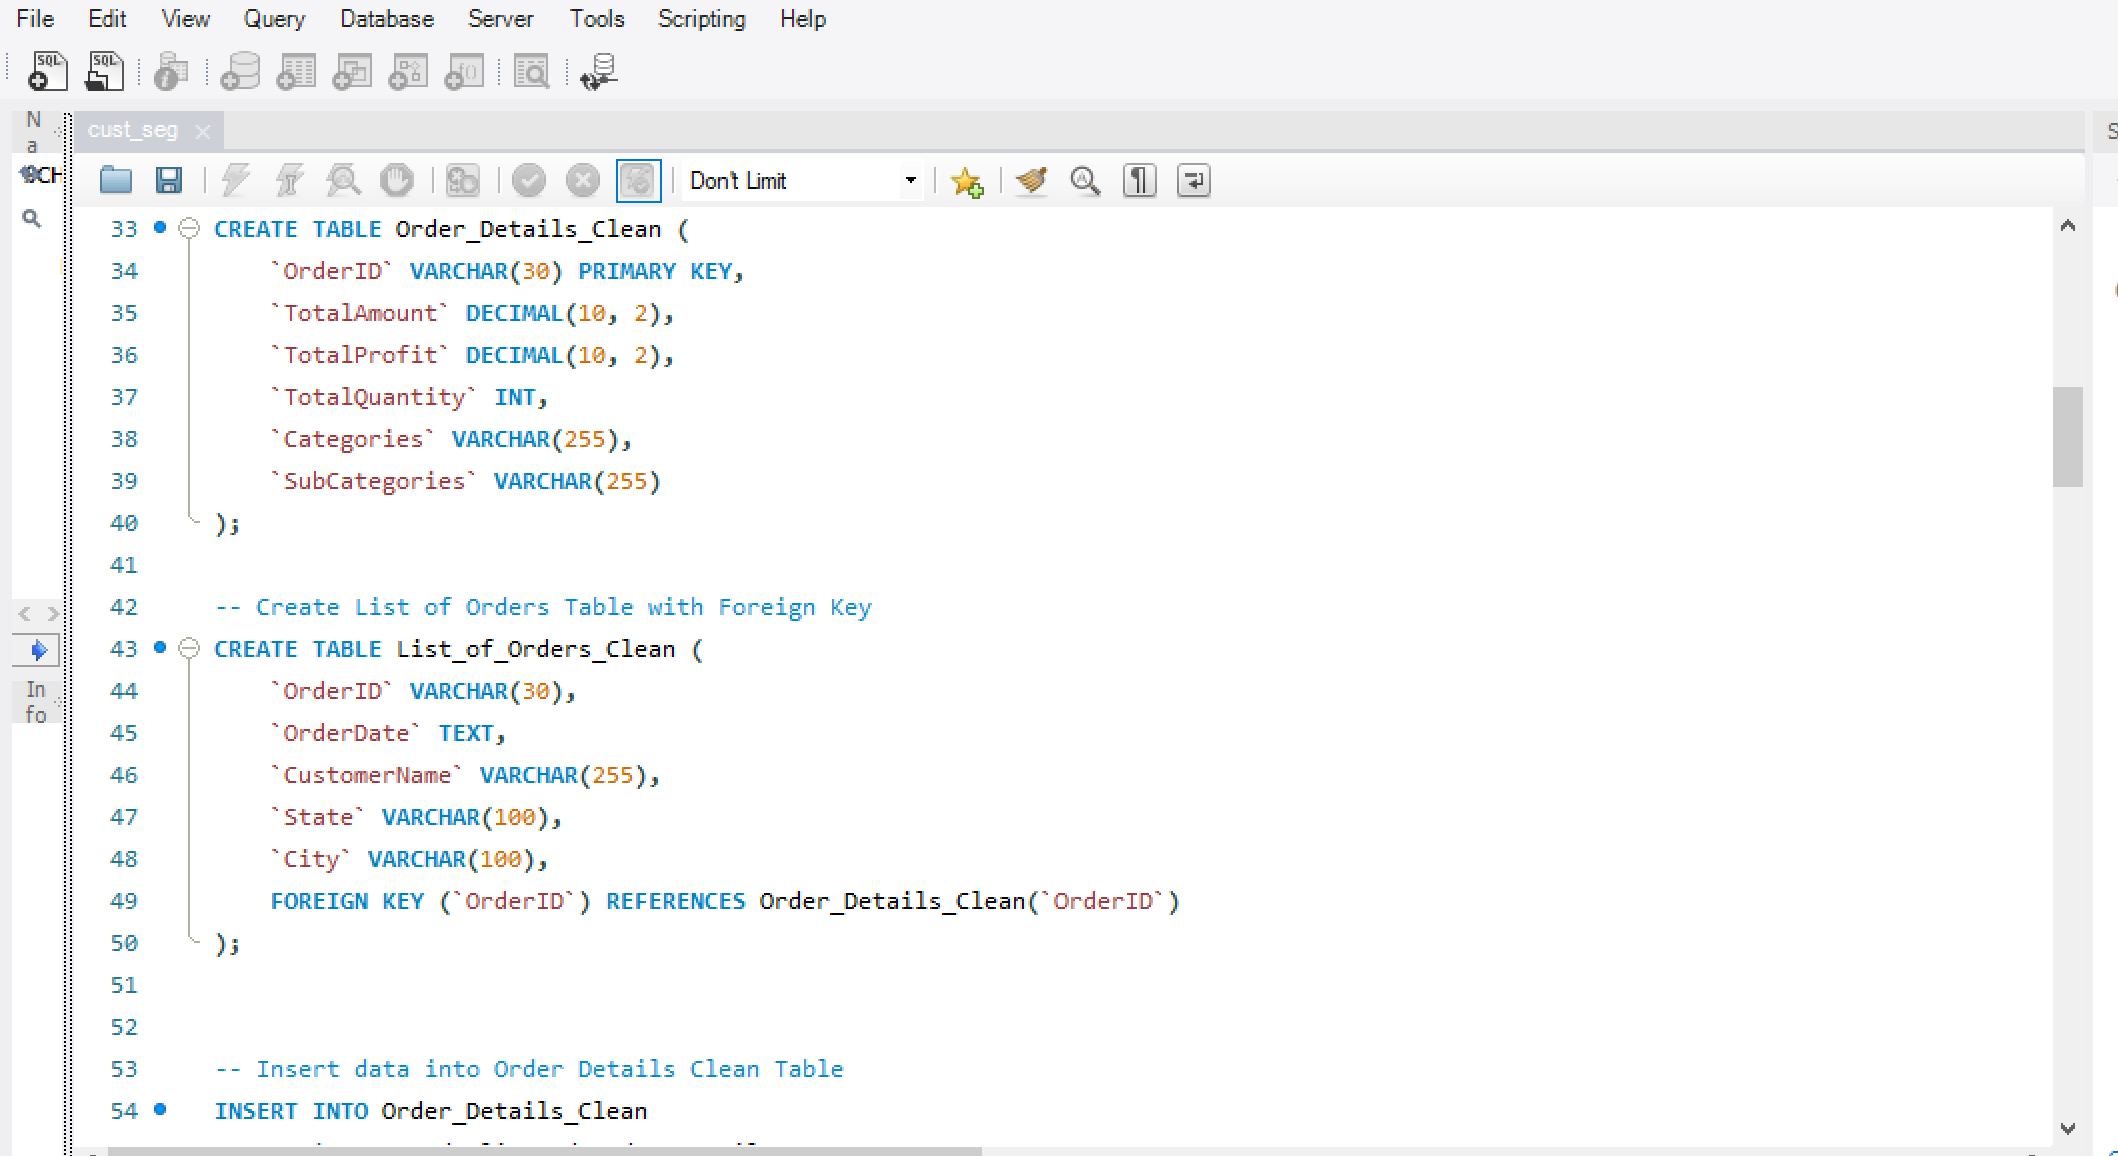 File Edit View Query Database Server Tools Scripting Help
SQL SQL
Na
cust_seg
SCH
Don't Limit
33 CREATE TABLE Order_Details_Clean (
34 `OrderID` VARCHAR(30) PRIMARY KEY,
35 `TotalAmount` DECIMAL(10, 2),
36 `TotalProfit` DECIMAL(10, 2),
37 `TotalQuantity` INT,
38 `Categories` VARCHAR(255),
39 `SubCategories` VARCHAR(255)
40 );
41
42 -- Create List of Orders Table with Foreign Key
43 CREATE TABLE List_of_Orders_Clean (
44 `OrderID` VARCHAR(30),
45 `OrderDate` TEXT,
46 `CustomerName` VARCHAR(255),
47 `State` VARCHAR(100),
48 `City` VARCHAR(100),
49 FOREIGN KEY (`OrderID`) REFERENCES Order_Details_Clean(`OrderID`)
50 );
51
52
53 -- Insert data into Order Details Clean Table
54 INSERT INTO Order_Details_Clean
Info